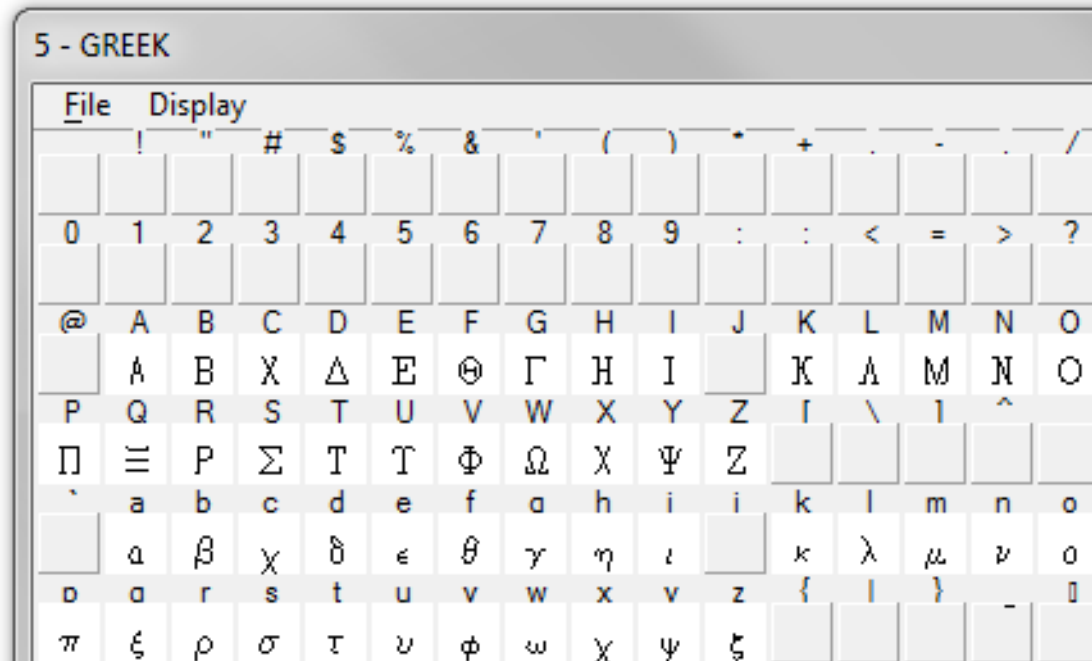 5 - GREEK
File Display
! " # $ % & ' ( ) * + , - . /
0 1 2 3 4 5 6 7 8 9 : : < = > ?
@ A B C D E F G H I J K L M N O
Α Β Χ Δ Ε Θ Γ Η Ι Κ Λ Μ Ν Ο
P Q R S T U V W X Y Z [ \ ] ^
Π Ξ Ρ Σ Τ ϒ Φ Ω Χ Ψ Ζ
` a b c d e f g h i j k l m n o
α β χ δ ϵ θ γ η ι κ λ μ ν ο
p q r s t u v w x y z { | } ~ ▯
π ξ ρ σ τ υ ϕ ω χ ψ ζ